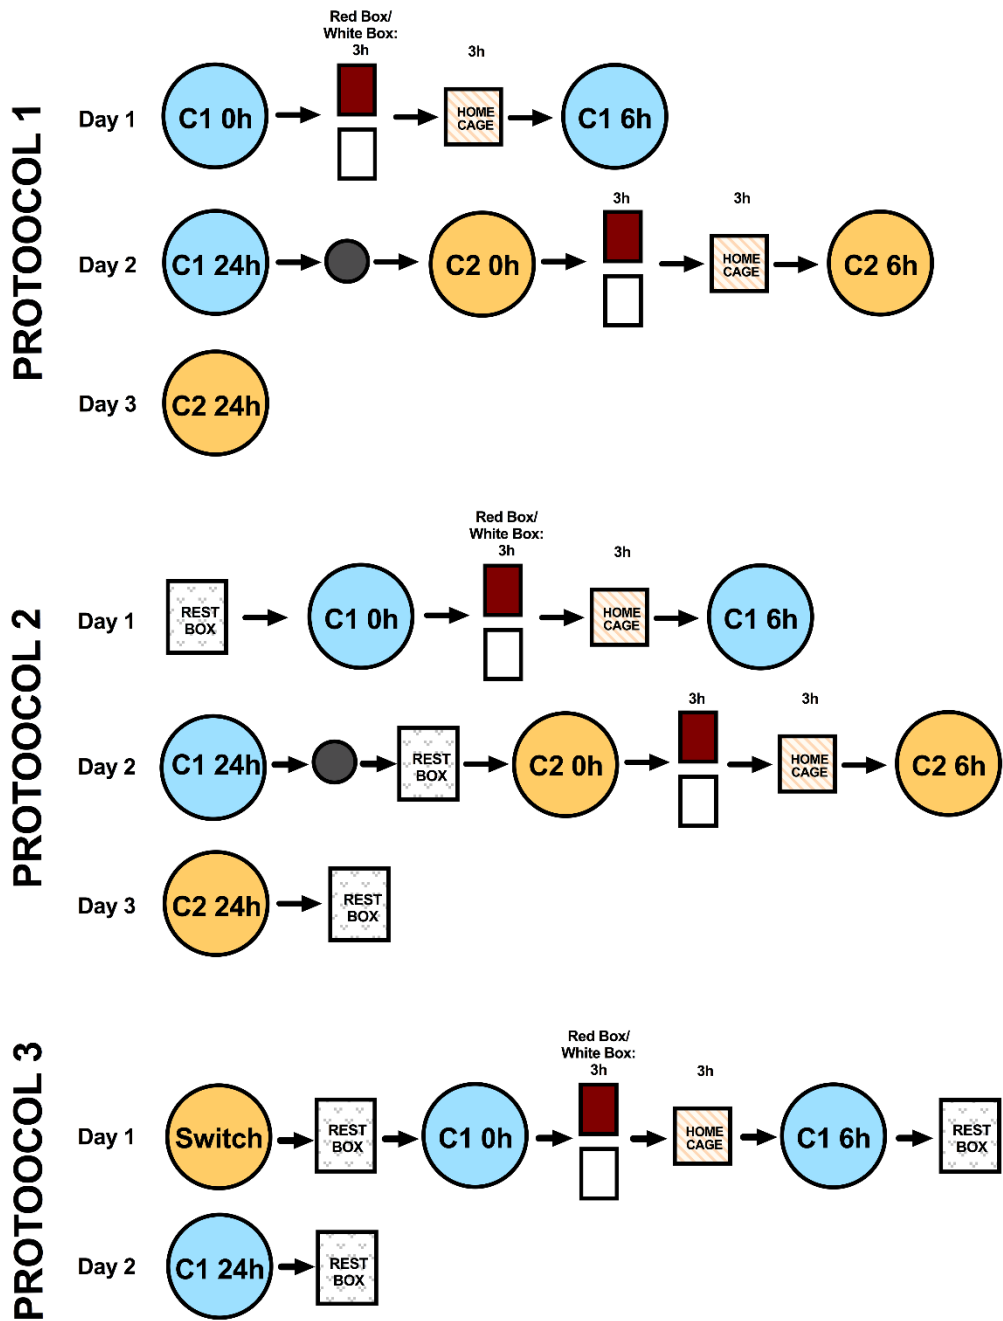 PROTOOCOL 1
Red Box/
White Box:
3h
3h
Day 1
C1 0h
HOME
CAGE
C1 6h
3h
3h
Day 2
C1 24h
C2 0h
HOME
CAGE
C2 6h
Day 3
C2 24h
PROTOOCOL 2
Red Box/
White Box:
3h
3h
Day 1
REST
BOX
C1 0h
HOME
CAGE
C1 6h
3h
3h
Day 2
C1 24h
REST
BOX
C2 0h
HOME
CAGE
C2 6h
Day 3
C2 24h
REST
BOX
PROTOOCOL 3
Red Box/
White Box:
3h
3h
Day 1
Switch
REST
BOX
C1 0h
HOME
CAGE
C1 6h
REST
BOX
Day 2
C1 24h
REST
BOX